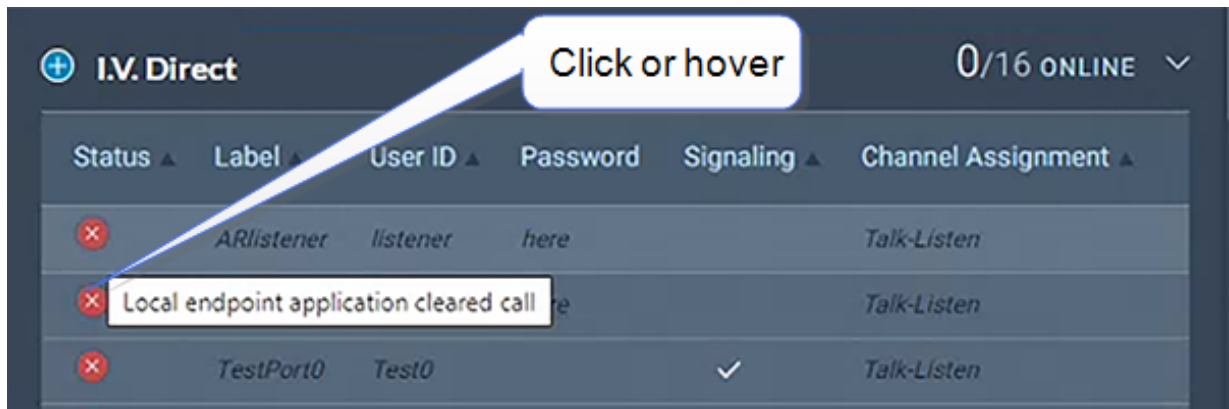 I.V. Direct
Click or hover
0/16 ONLINE
Status Label User ID Password Signaling Channel Assignment
ARlistener listener here Talk-Listen
Local endpoint application cleared call re Talk-Listen
TestPort0 Test0 Talk-Listen